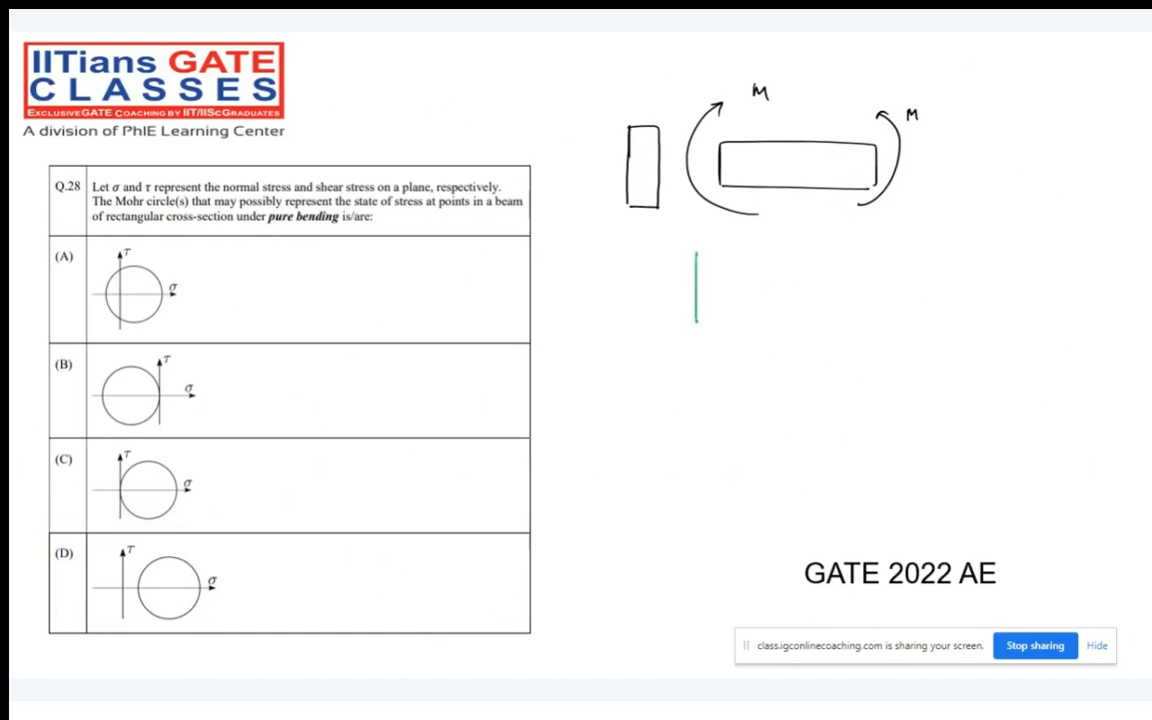 IITians GATE
CLASSES
EXCLUSIVE GATE COACHING BY IIT/IISc GRADUATES
A division of PhIE Learning Center
Q.28 Let σ and τ represent the normal stress and shear stress on a plane, respectively.
The Mohr circle(s) that may possibly represent the state of stress at points in a beam
of rectangular cross-section under pure bending is/are:
(A)
τ
σ
(B)
τ
σ
(C)
τ
σ
(D)
τ
σ
M
M
GATE 2022 AE
class.igconlinecoaching.com is sharing your screen. Stop sharing Hide